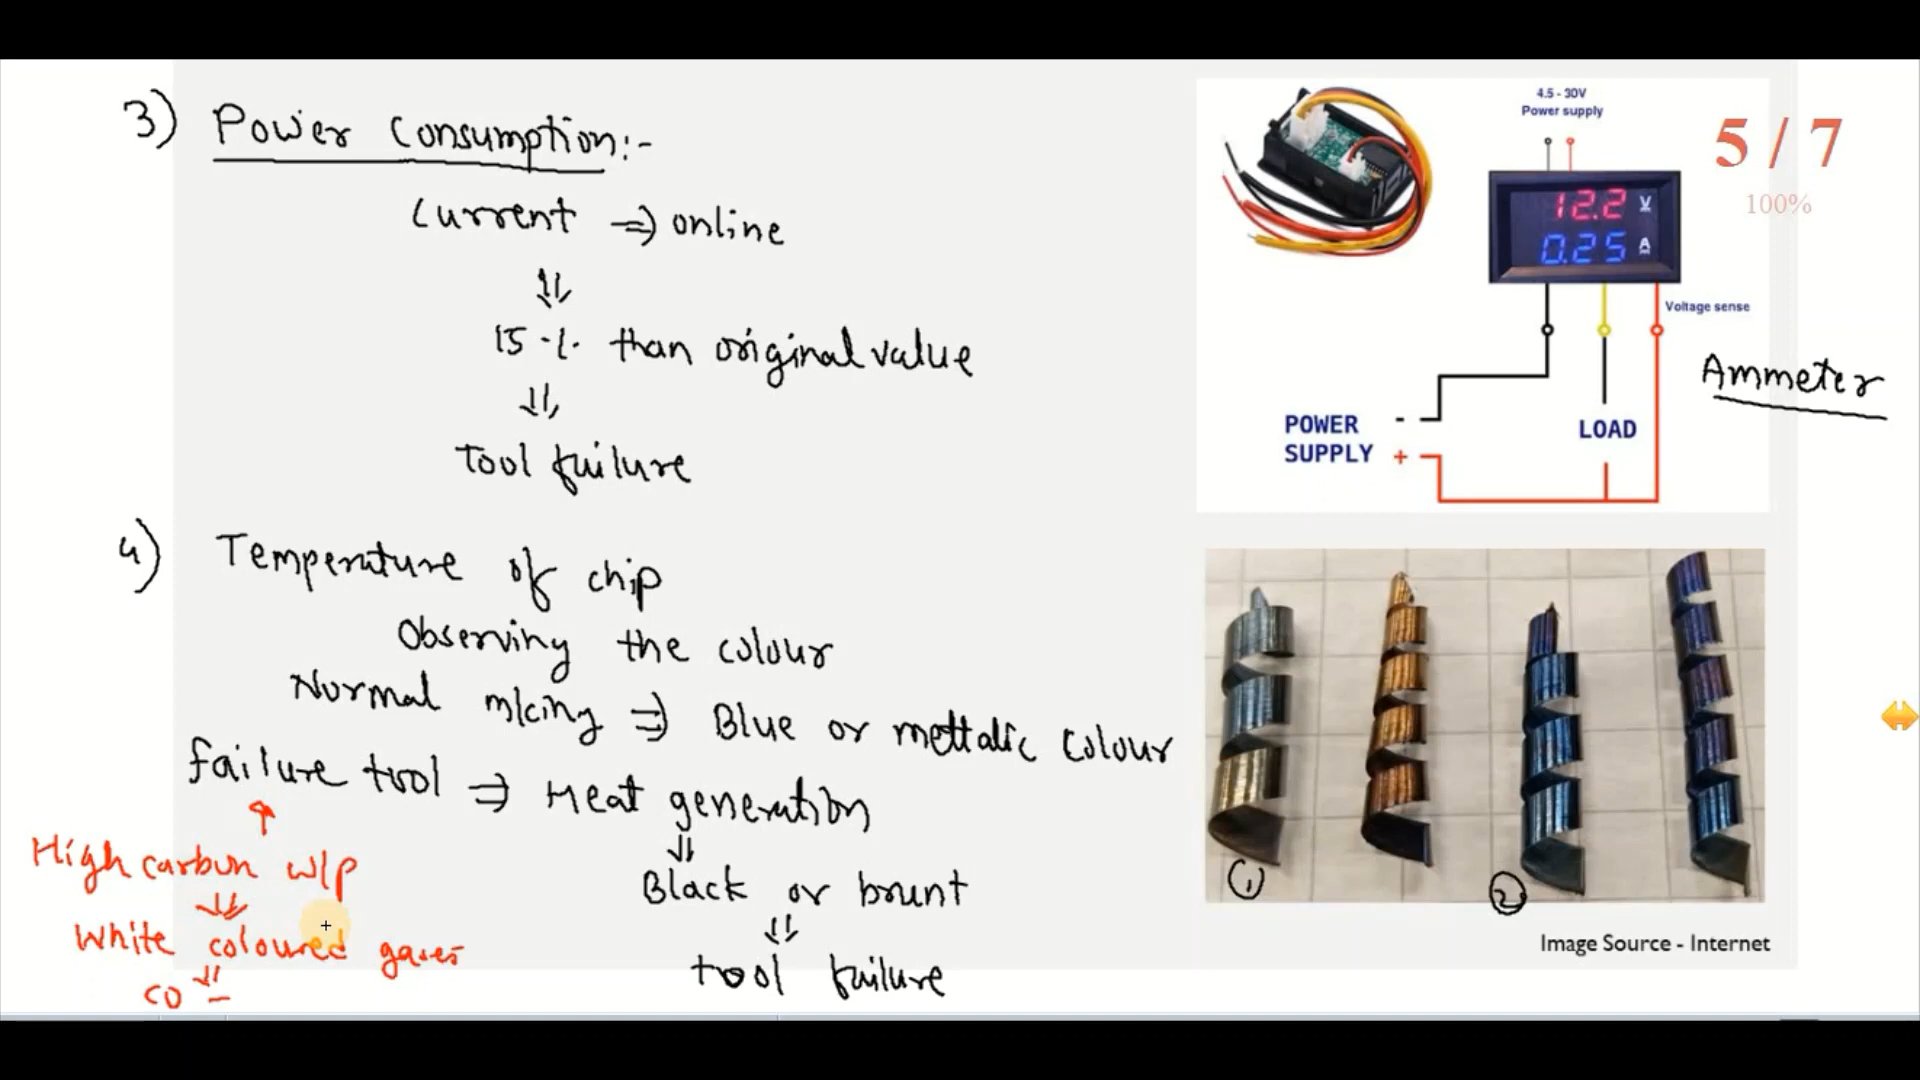 3) Power Consumption:-
Current ⇒ online
⇓
15 % than original value
⇓
Tool failure
4) Temperature of chip
Observing the colour
Normal m/cing ⇒ Blue or mettalic colour
failure tool ⇒ Heat generation
⇓
Black or brunt
⇓
tool failure
↑
High carbon w/p
⇓
White coloured gases
⇓
CO -
4.5 - 30V
Power supply
12.2 V
0.25 A
Voltage sense
POWER
SUPPLY
-
+
LOAD
5 / 7
100%
Ammeter
1
2
Image Source - Internet